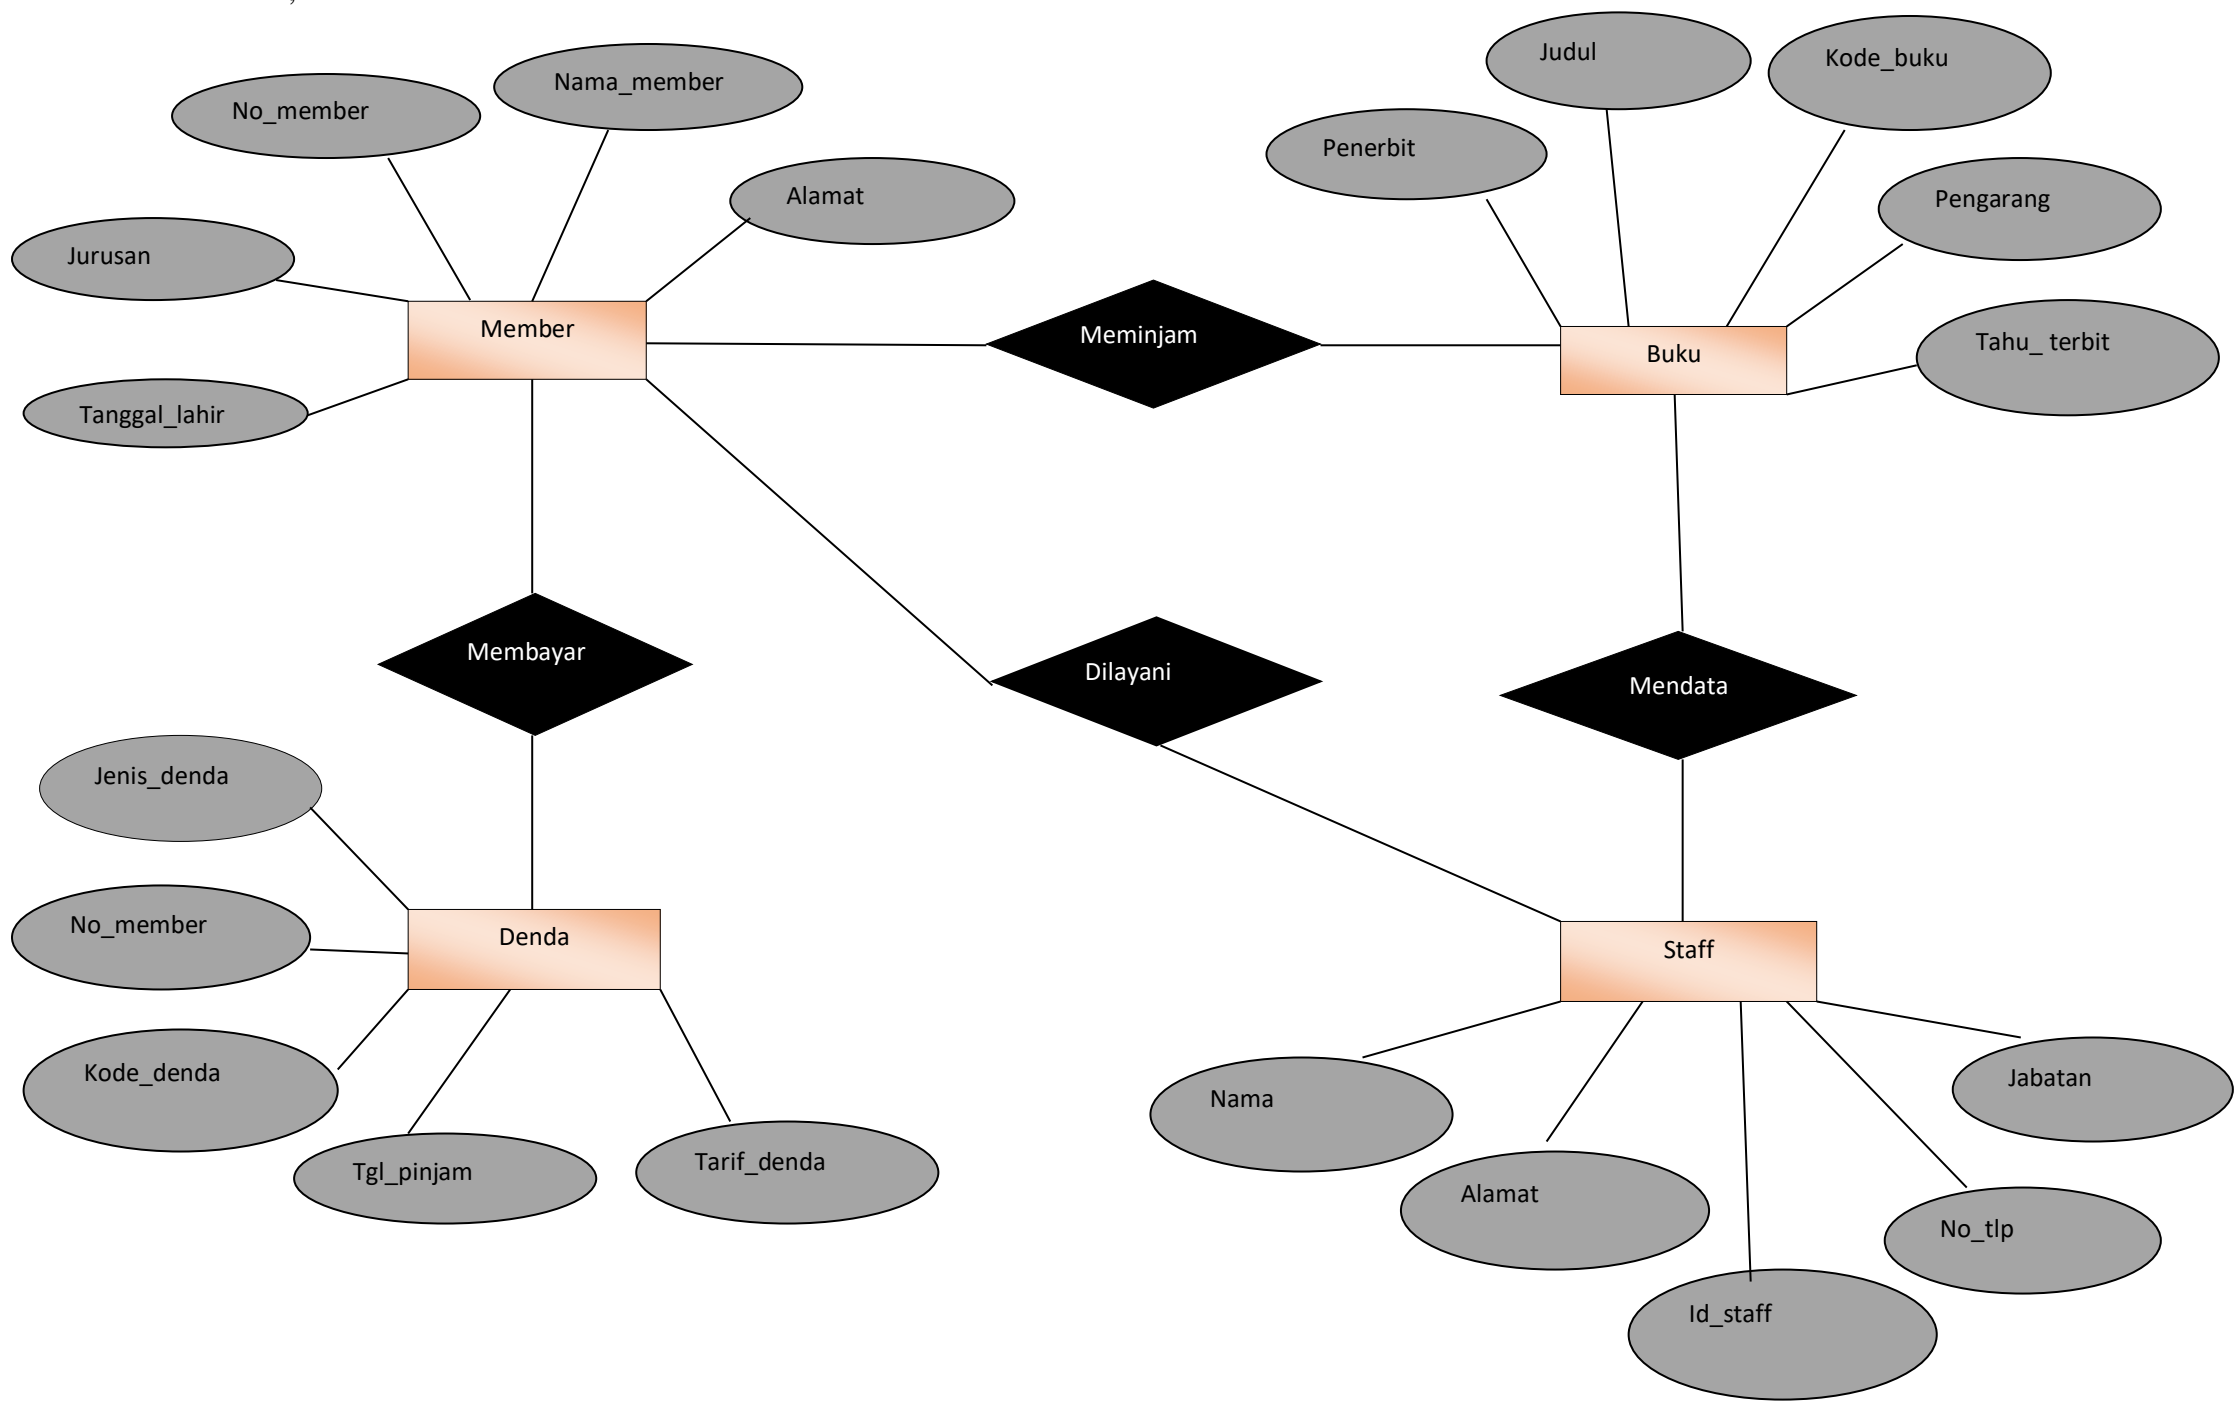 Judul
Kode_buku
Nama_member
No_member
Penerbit
Alamat
Pengarang
Jurusan
Member
Meminjam
Buku
Tahu_ terbit
Tanggal_lahir
Membayar
Dilayani
Mendata
Jenis_denda
No_member
Denda
Staff
Kode_denda
Nama
Jabatan
Tgl_pinjam
Tarif_denda
Alamat
No_tlp
Id_staff